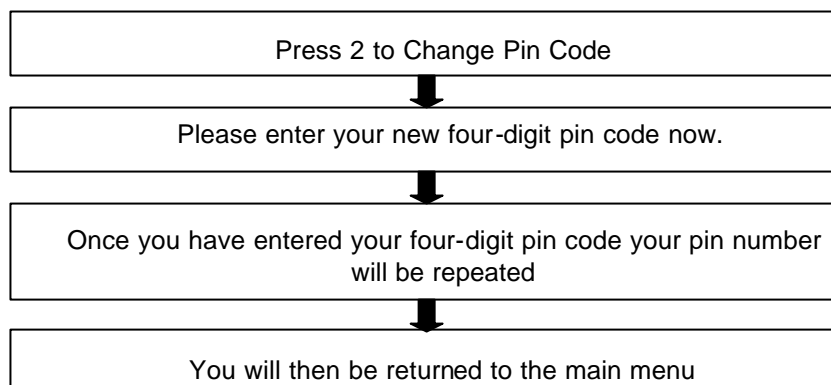 Press 2 to Change Pin Code
Please enter your new four-digit pin code now.
Once you have entered your four-digit pin code your pin number
will be repeated
You will then be returned to the main menu